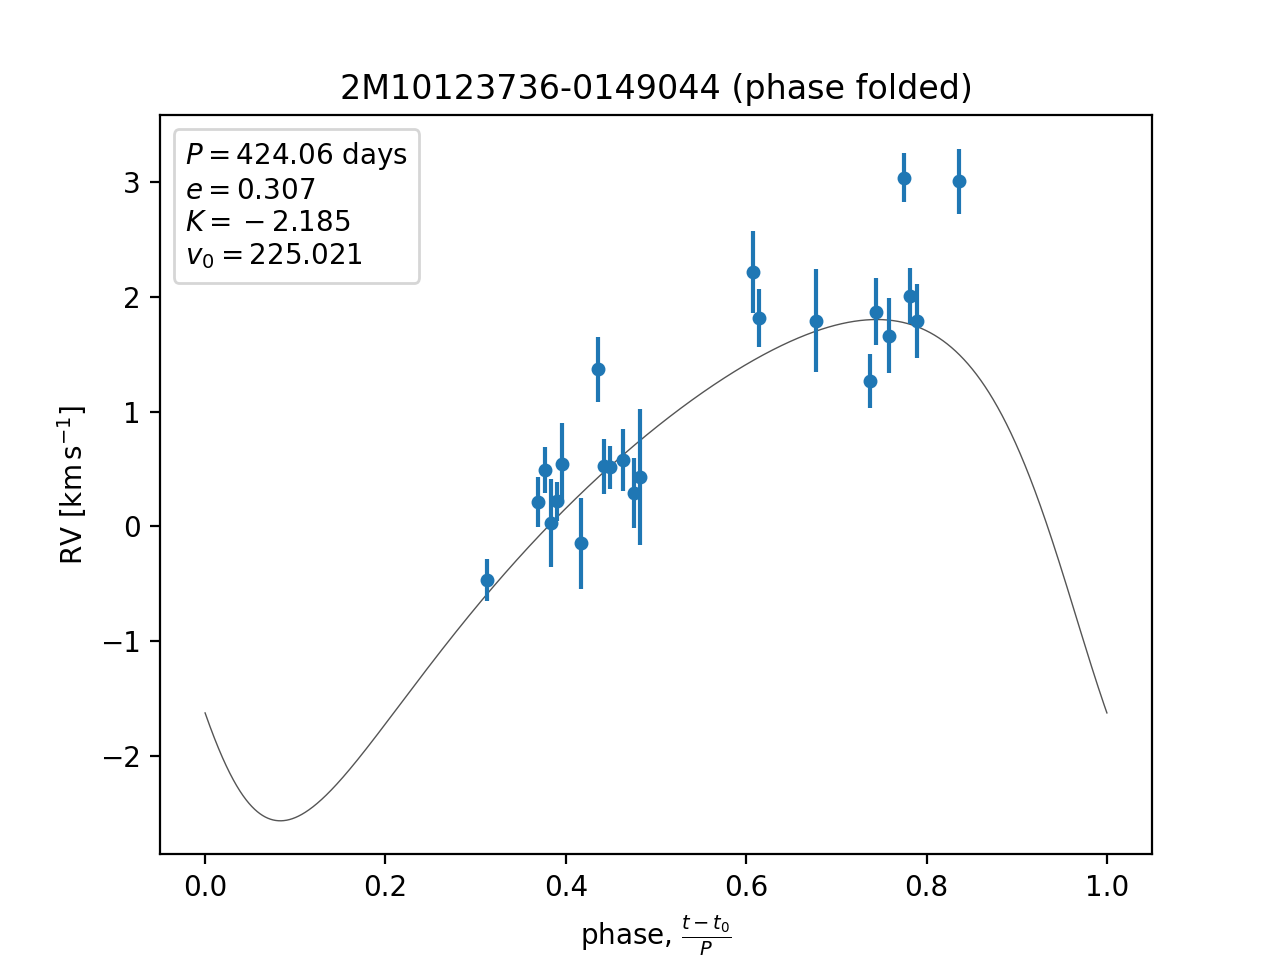 2M10123736-0149044 (phase folded)
P = 424.06 days
e = 0.307
K = −2.185
v₀ = 225.021
3
2
1
0
−1
−2
RV [km s⁻¹]
0.0 0.2 0.4 0.6 0.8 1.0
phase, (t − t₀)/P